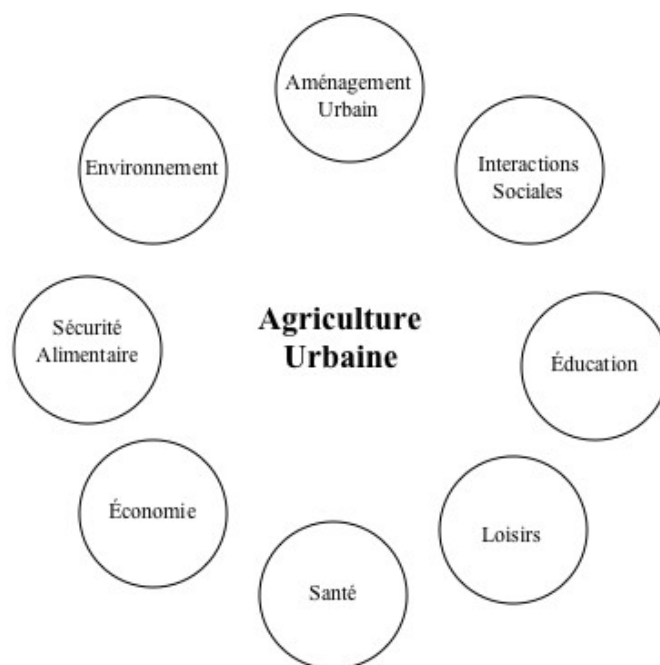 Aménagement
Urbain
Environnement
Interactions
Sociales
Sécurité
Alimentaire
Agriculture
Urbaine
Éducation
Économie
Loisirs
Santé